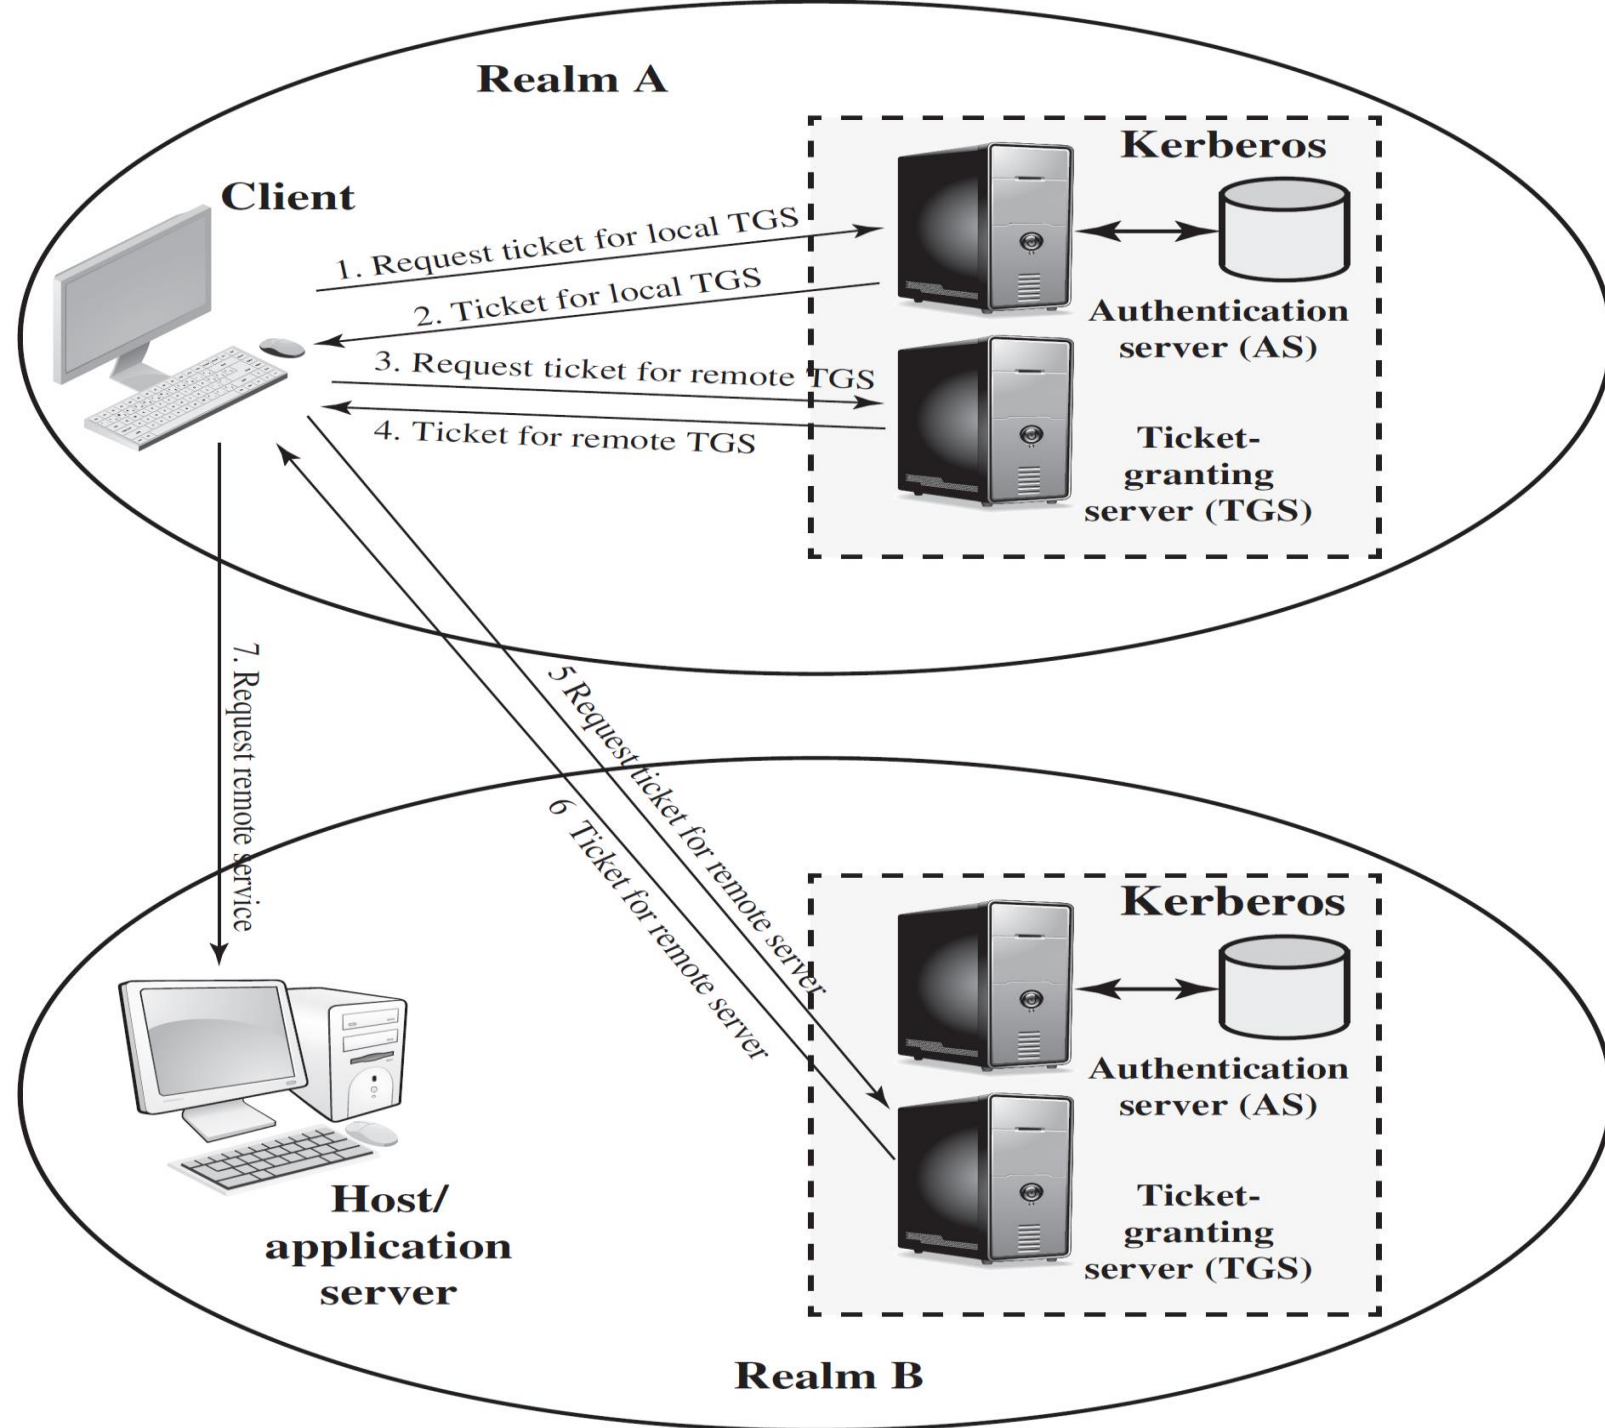 Realm A
Kerberos
Client
1. Request ticket for local TGS
2. Ticket for local TGS
Authentication
server (AS)
3. Request ticket for remote TGS
4. Ticket for remote TGS
Ticket-
granting
server (TGS)
7. Request remote service
5 Request ticket for remote server
6 Ticket for remote server
Kerberos
Authentication
server (AS)
Host/
application
server
Ticket-
granting
server (TGS)
Realm B